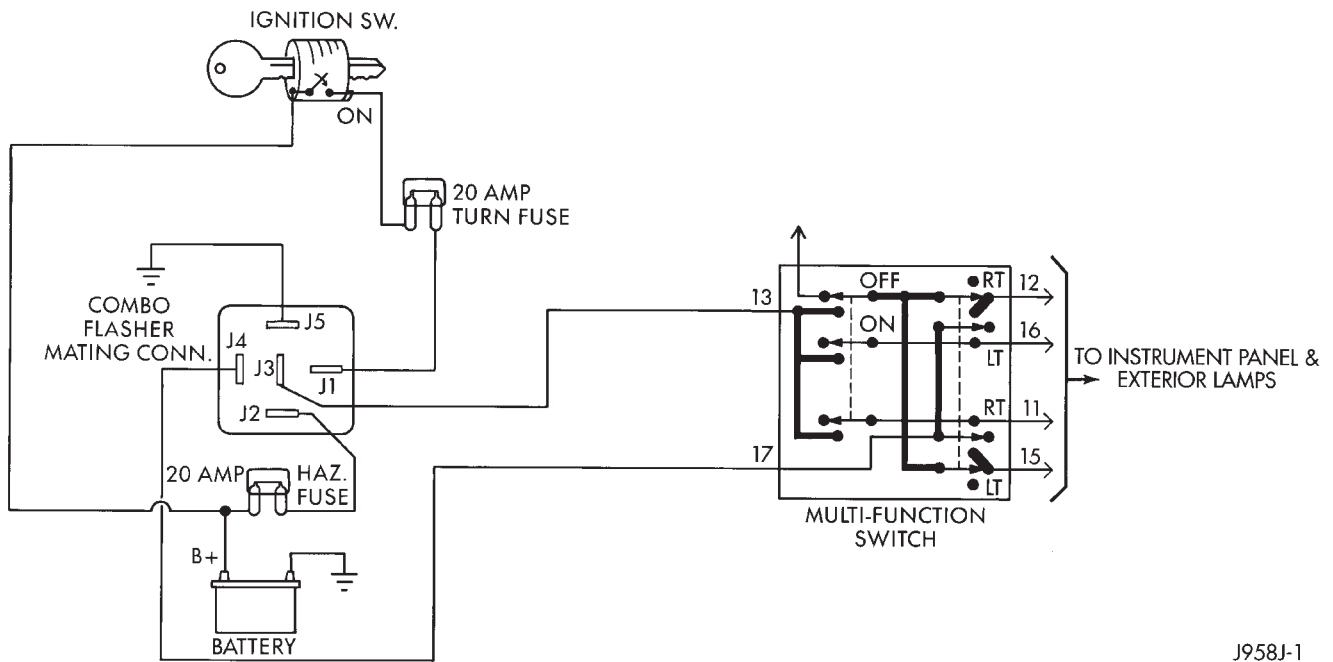 IGNITION SW.
ON
20 AMP
TURN FUSE
COMBO
FLASHER
MATING CONN.
J5
J4
J3
J1
J2
20 AMP
HAZ.
FUSE
B+
BATTERY
13
17
OFF
ON
RT
LT
RT
LT
12
16
11
15
MULTI-FUNCTION
SWITCH
TO INSTRUMENT PANEL &
EXTERIOR LAMPS
J958J-1